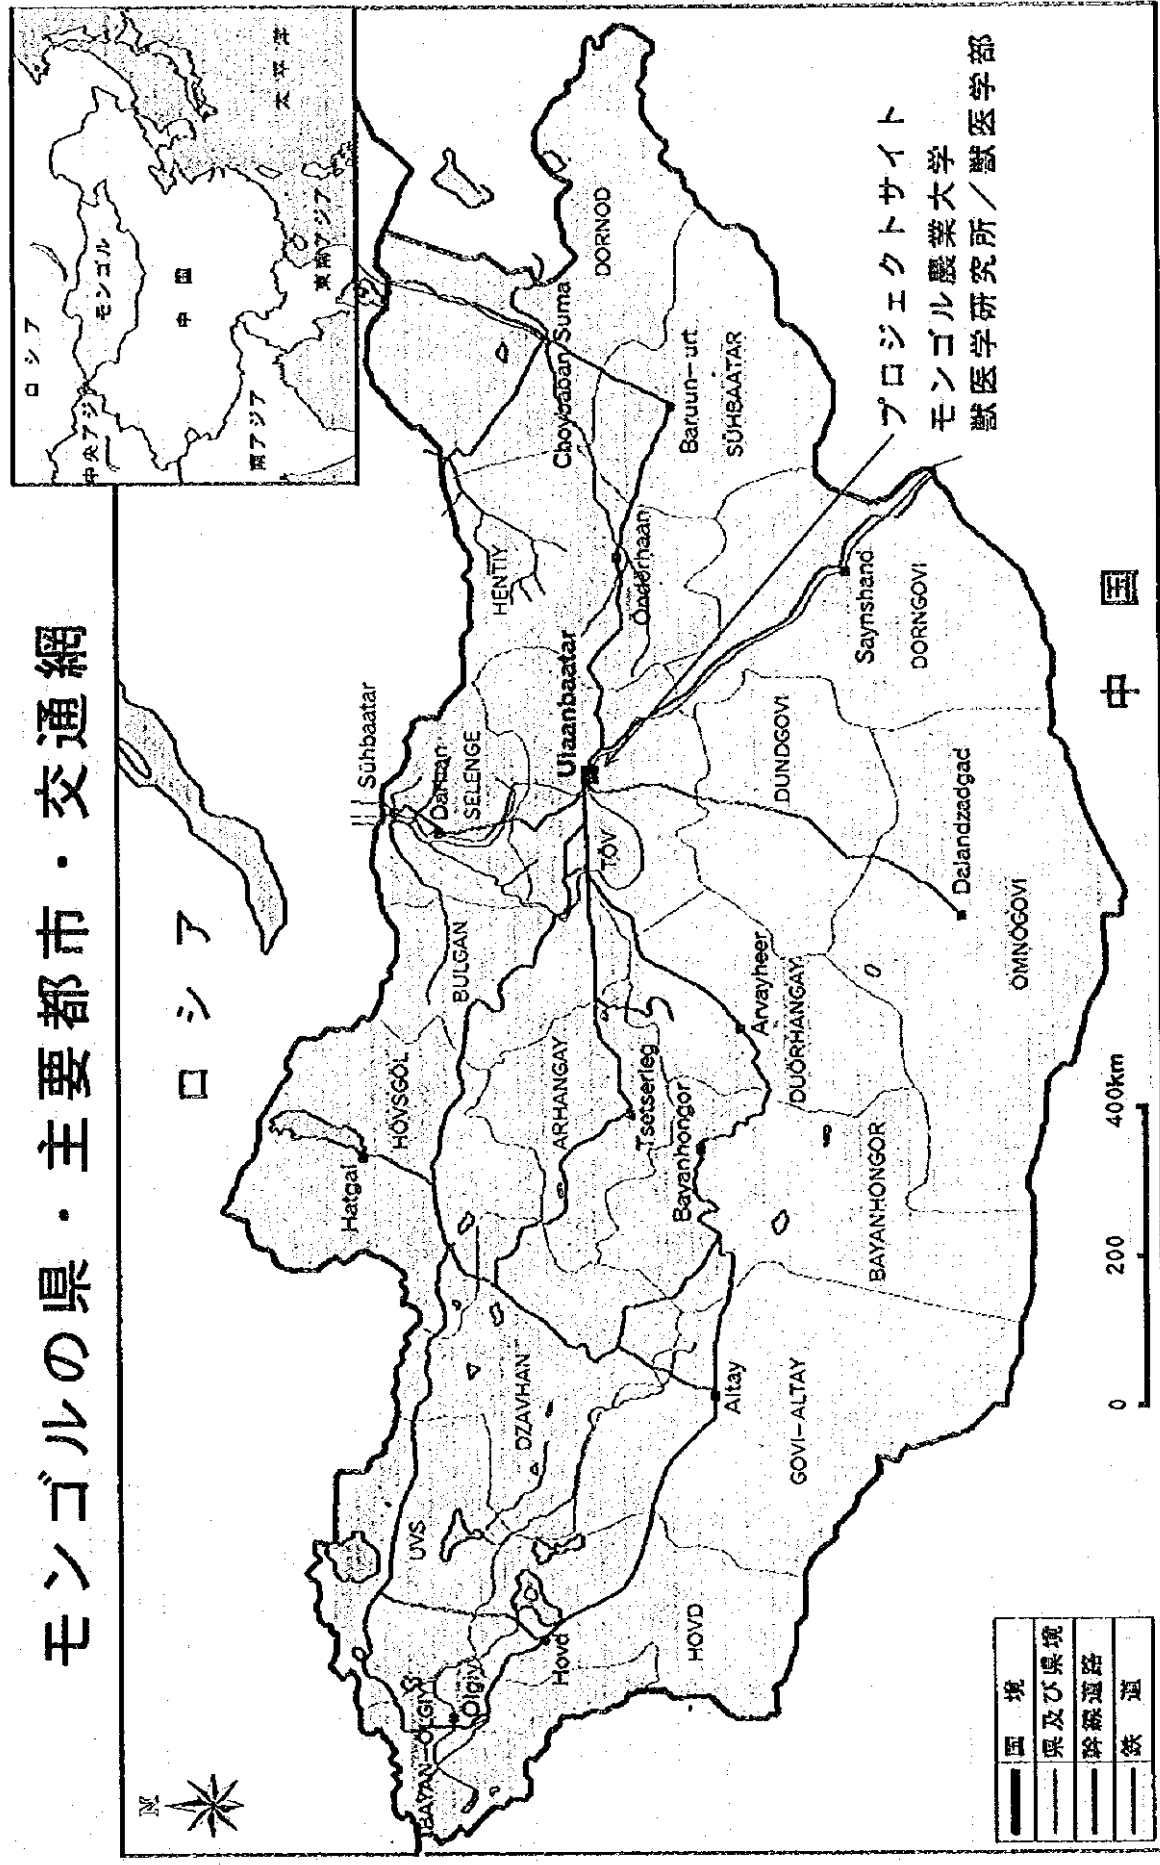 モンゴルの県・主要都市・交通網
ロシア
中央アジア
モンゴル
中国
南アジア
東南アジア
太平洋
N
ロシア
Hatgal
HÖVSGÖL
BULGAN
Sühbaatar
Darhan
SELENGE
HENTIY
Choybalsan Suma
DORNOD
UVS
BAYAN-ÖLGIY
Ölgiy
Hovd
HOVD
DZAVHAN
ARHANGAY
Tsetserleg
Bayanhongor
TÖV
Ulaanbaatar
Önderhaan
Baruun-urt
SÜHBAATAR
Altay
GOVI-ALTAY
BAYANHONGOR
Arvayheer
DUÖRHANGAY
DUNDGOVI
Saynshand
DORNGOVI
Dalandzadgad
OMNÖGOVI
プロジェクトサイト
モンゴル農業大学
獣医学研究所/獣医学部
中国
0 200 400km
国境
県及び県境
幹線道路
鉄道